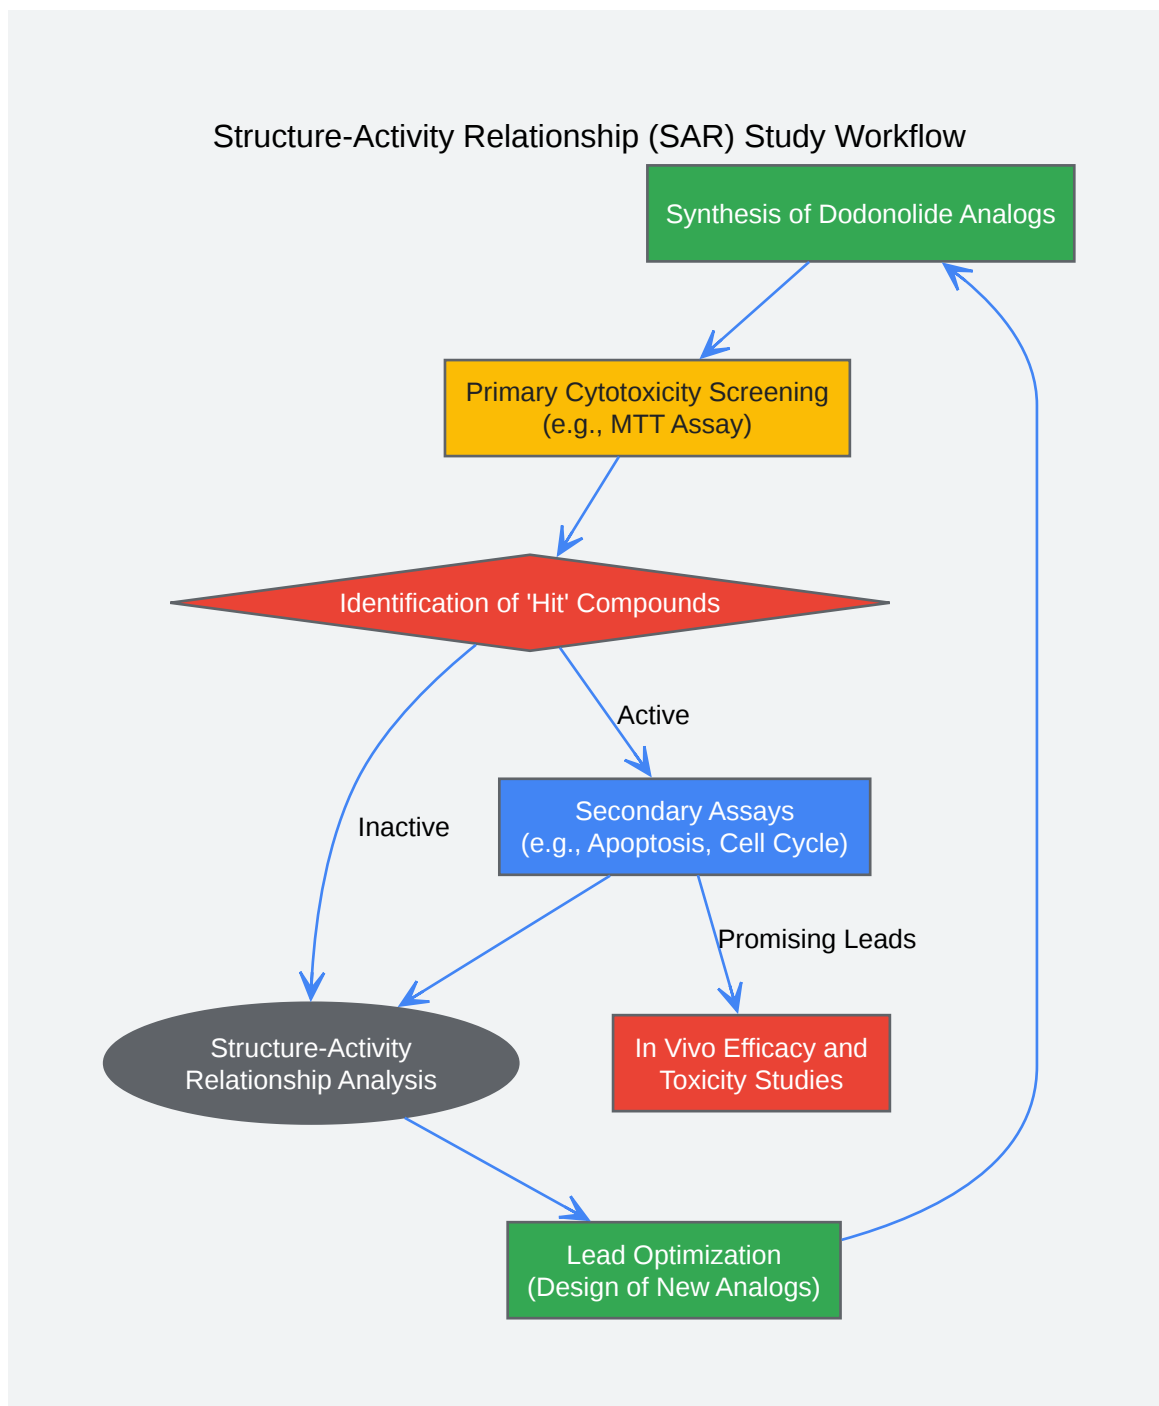 Structure-Activity Relationship (SAR) Study Workflow
Synthesis of Dodonolide Analogs
Primary Cytotoxicity Screening
(e.g., MTT Assay)
Identification of 'Hit' Compounds
Active
Inactive
Secondary Assays
(e.g., Apoptosis, Cell Cycle)
Promising Leads
Structure-Activity
Relationship Analysis
In Vivo Efficacy and
Toxicity Studies
Lead Optimization
(Design of New Analogs)